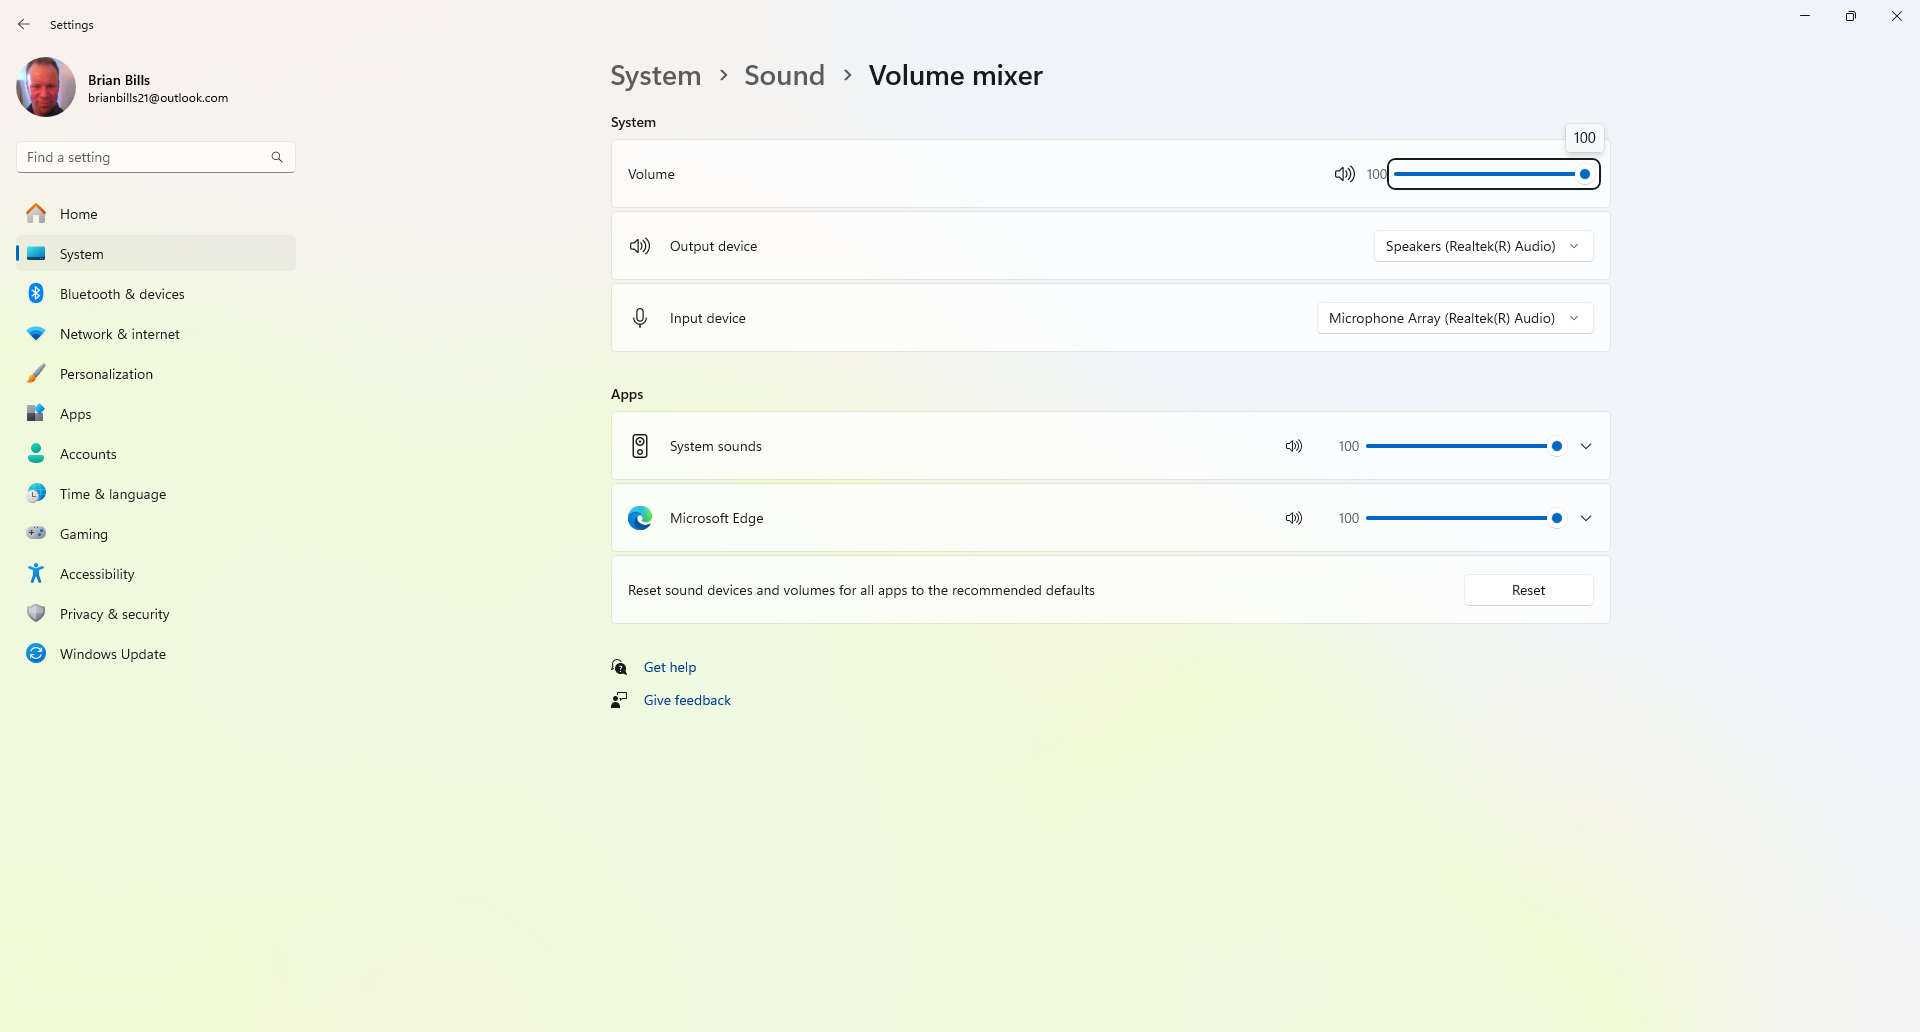 Settings
Brian Bills
brianbills21@outlook.com
Find a setting
Home
System
Bluetooth & devices
Network & internet
Personalization
Apps
Accounts
Time & language
Gaming
Accessibility
Privacy & security
Windows Update
System > Sound > Volume mixer
System
100
Volume 100
Output device Speakers (Realtek(R) Audio)
Input device Microphone Array (Realtek(R) Audio)
Apps
System sounds 100
Microsoft Edge 100
Reset sound devices and volumes for all apps to the recommended defaults Reset
Get help
Give feedback